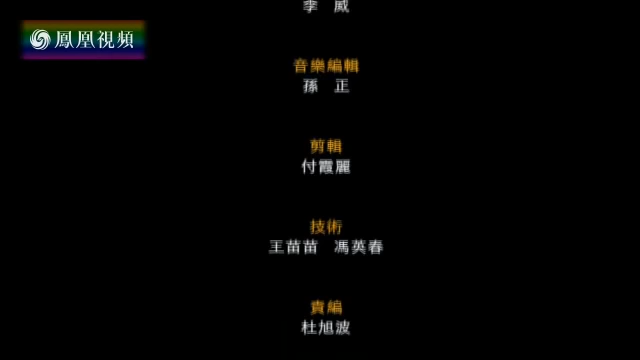 李　威
鳳凰視頻
音樂編輯
孫　正
剪輯
付霞麗
技術
王苗苗　馮英春
責編
杜旭波